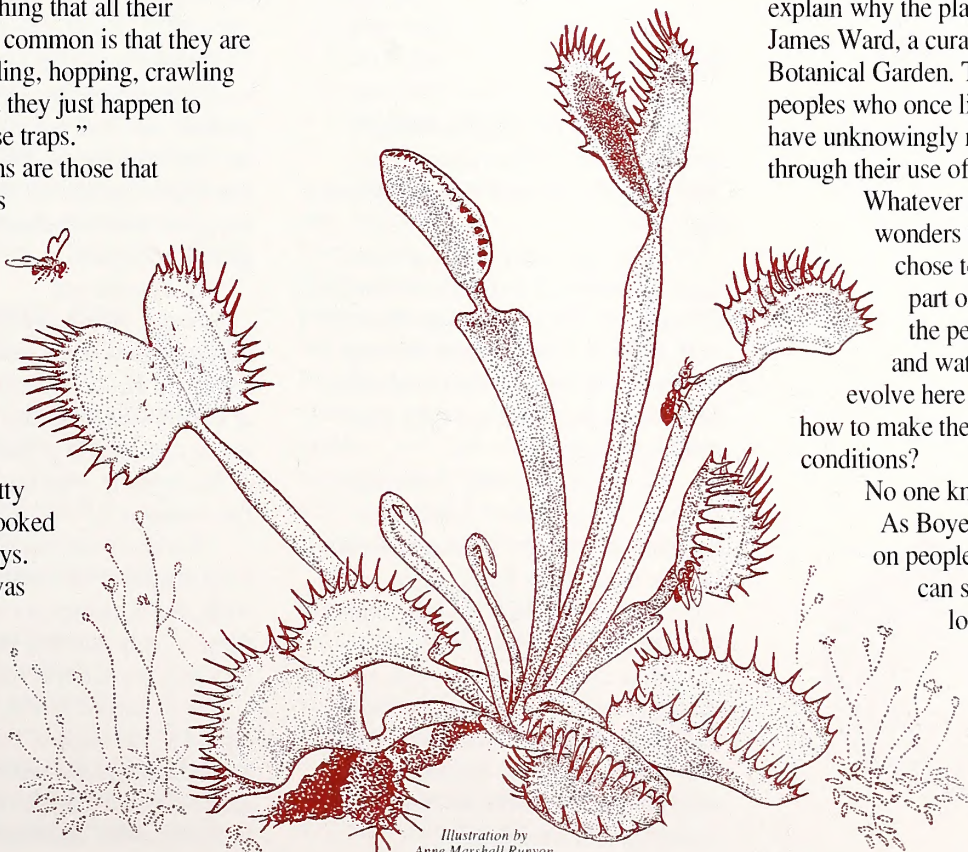 hing that all their
common is that they are
ling, hopping, crawling
they just happen to
se traps.”
ns are those that
s
tty
ooked
ys.
vas
explain why the pla
James Ward, a cura
Botanical Garden. T
peoples who once li
have unknowingly r
through their use of
Whatever
wonders
chose t
part o
the pe
and wat
evolve here
how to make the
conditions?
No one kn
As Boye
on people
can s
lo
Illustration by
Anne Marshall Runyon